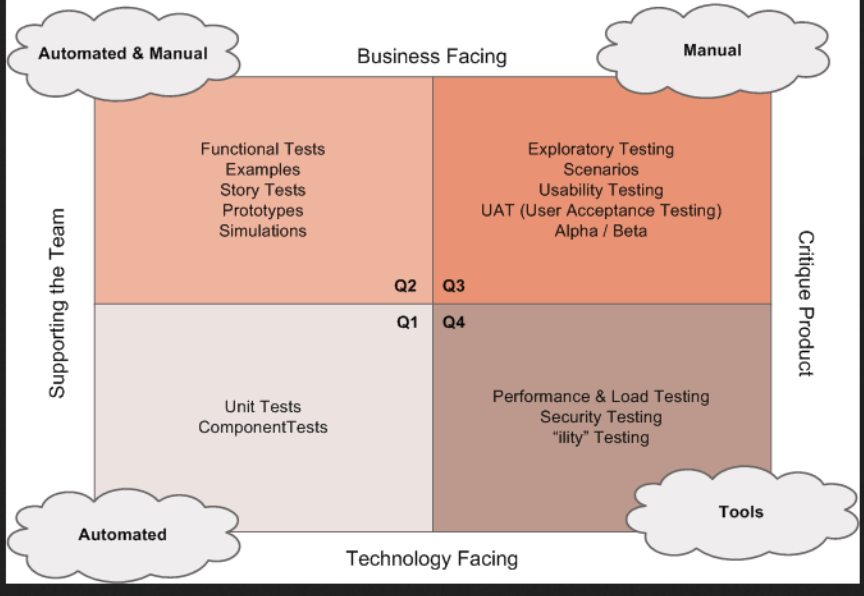 Automated & Manual
Business Facing
Manual
Functional Tests
Examples
Story Tests
Prototypes
Simulations
Exploratory Testing
Scenarios
Usability Testing
UAT (User Acceptance Testing)
Alpha / Beta
Supporting the Team
Critique Product
Q2
Q3
Q1
Q4
Unit Tests
ComponentTests
Performance & Load Testing
Security Testing
“ility” Testing
Automated
Tools
Technology Facing